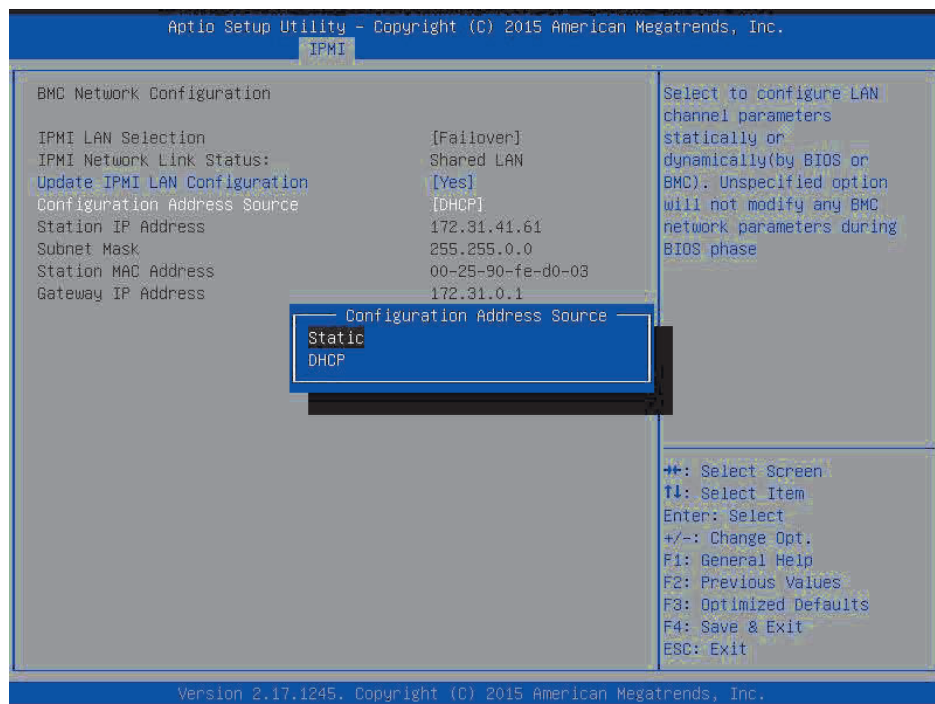 Aptio Setup Utility – Copyright (C) 2015 American Megatrends, Inc.
IPMI
BMC Network Configuration
IPMI LAN Selection [Failover]
IPMI Network Link Status: Shared LAN
Update IPMI LAN Configuration [Yes]
Configuration Address Source [DHCP]
Station IP Address 172.31.41.61
Subnet Mask 255.255.0.0
Station MAC Address 00-25-90-fe-d0-03
Gateway IP Address 172.31.0.1
Configuration Address Source
Static
DHCP
Select to configure LAN
channel parameters
statically or
dynamically(by BIOS or
BMC). Unspecified option
will not modify any BMC
network parameters during
BIOS phase
→←: Select Screen
↑↓: Select Item
Enter: Select
+/-: Change Opt.
F1: General Help
F2: Previous Values
F3: Optimized Defaults
F4: Save & Exit
ESC: Exit
Version 2.17.1245. Copyright (C) 2015 American Megatrends, Inc.